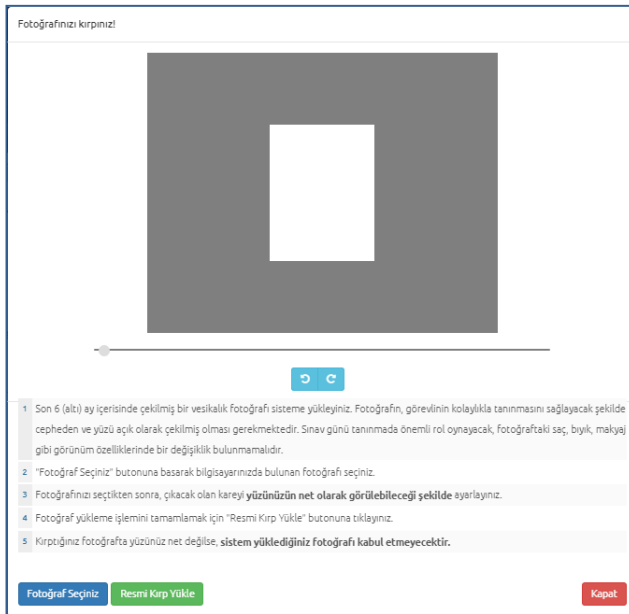 Fotoğrafınızı kırpınız!
1 Son 6 (altı) ay içerisinde çekilmiş bir vesikalık fotoğrafı sisteme yükleyiniz. Fotoğrafın, görevlinin kolaylıkla tanınmasını sağlayacak şekilde
cepheden ve yüzü açık olarak çekilmiş olması gerekmektedir. Sınav günü tanınmada önemli rol oynayacak, fotoğraftaki saç, bıyık, makyaj
gibi görünüm özelliklerinde bir değişiklik bulunmamalıdır.
2 "Fotoğraf Seçiniz" butonuna basarak bilgisayarınızda bulunan fotoğrafı seçiniz.
3 Fotoğrafınızı seçtikten sonra, çıkacak olan kareyi yüzünüzün net olarak görülebileceği şekilde ayarlayınız.
4 Fotoğraf yükleme işlemini tamamlamak için "Resmi Kırp Yükle" butonuna tıklayınız.
5 Kırptığınız fotoğrafta yüzünüz net değilse, sistem yüklediğiniz fotoğrafı kabul etmeyecektir.
Fotoğraf Seçiniz Resmi Kırp Yükle Kapat